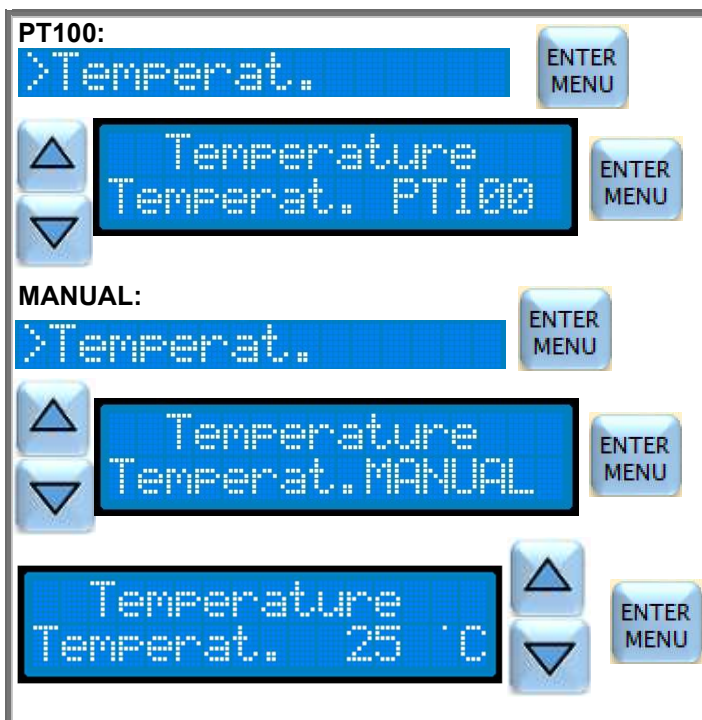 PT100:
>Temperat.
ENTER
MENU
Temperature
Temperat. PT100
ENTER
MENU
MANUAL:
>Temperat.
ENTER
MENU
Temperature
Temperat.MANUAL
ENTER
MENU
Temperature
Temperat. 25 °C
ENTER
MENU